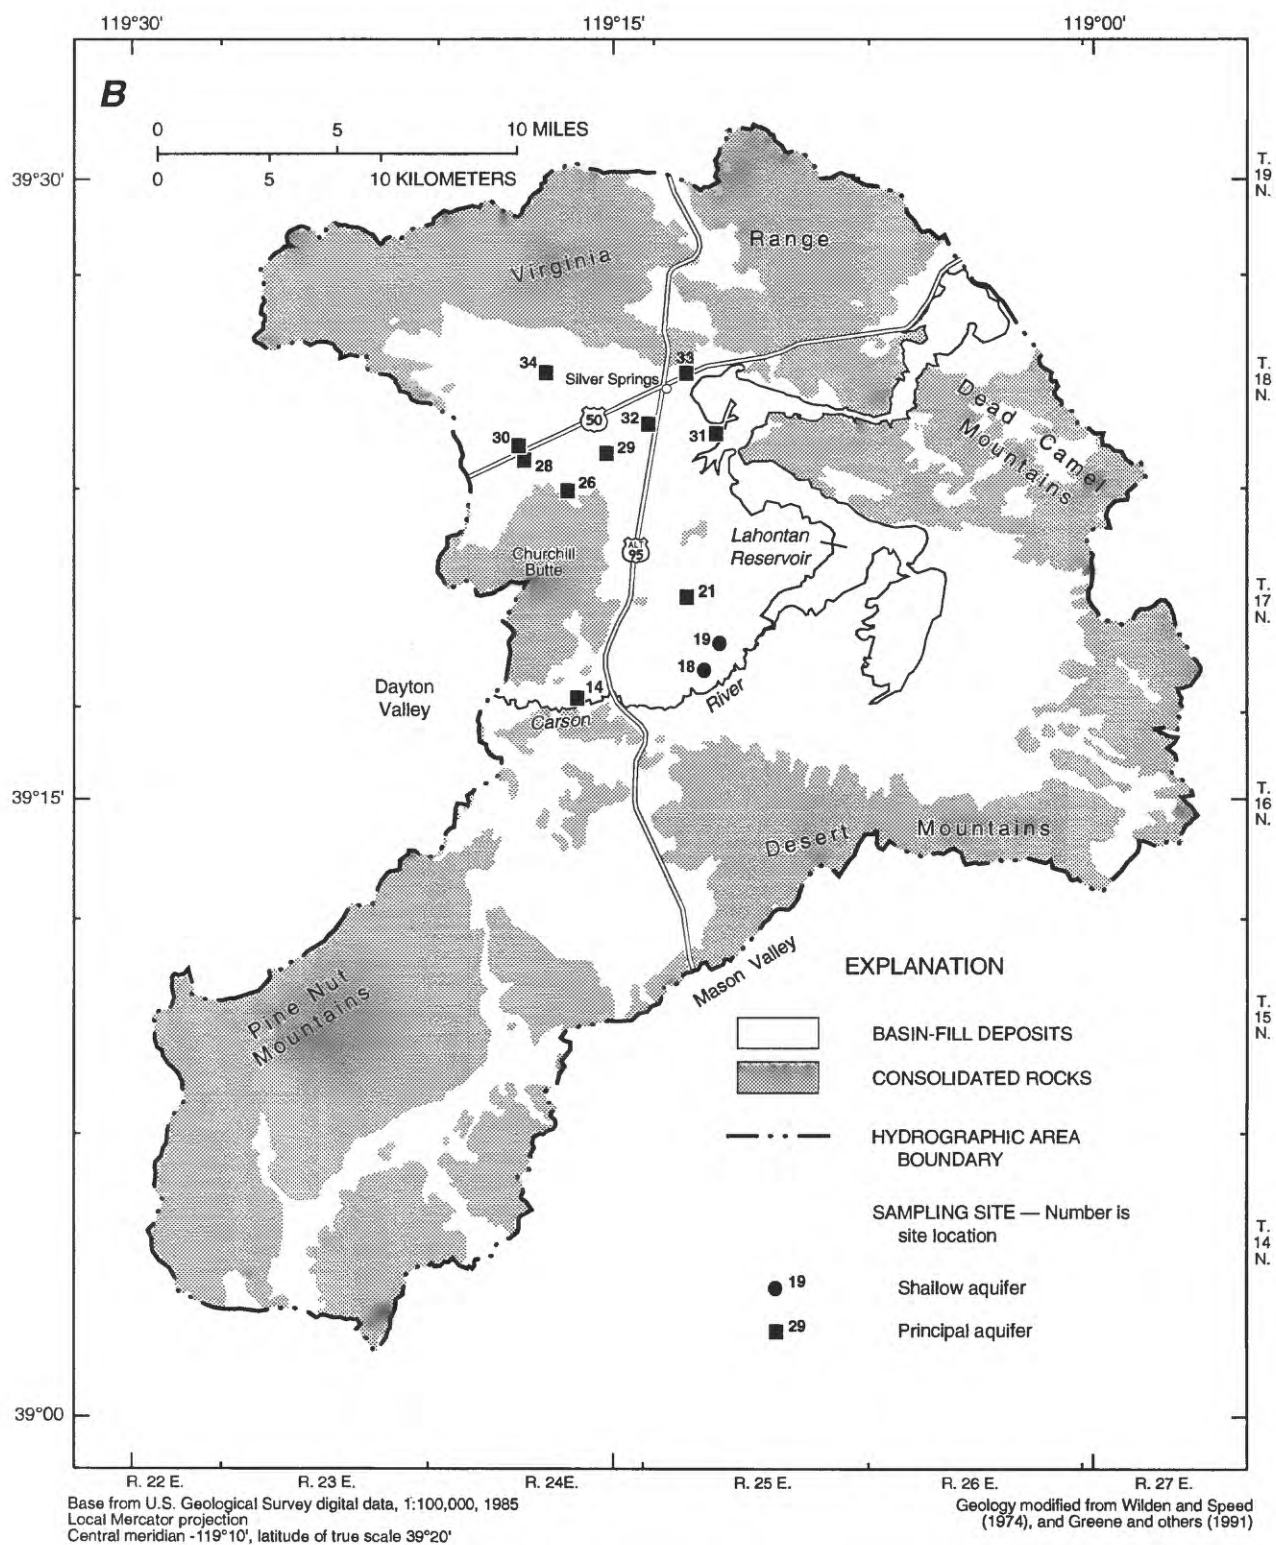 119°30' 119°15' 119°00'
B
0 5 10 MILES
0 5 10 KILOMETERS
39°30'
T.
19
N.
Virginia
Range
34
33
Silver Springs
T.
18
N.
Dead Camel
Mountains
50
32
31
30
29
28
26
ALT
95
Lahontan
Reservoir
Churchill
Butte
21
T.
17
N.
19
18
14
River
Dayton
Valley
Carson
39°15'
T.
16
N.
Desert Mountains
Mason Valley
Pine Nut
Mountains
T.
15
N.
EXPLANATION
BASIN-FILL DEPOSITS
CONSOLIDATED ROCKS
HYDROGRAPHIC AREA
BOUNDARY
SAMPLING SITE — Number is
site location
T.
14
N.
19 Shallow aquifer
29 Principal aquifer
39°00'
R. 22 E. R. 23 E. R. 24E. R. 25 E. R. 26 E. R. 27 E.
Base from U.S. Geological Survey digital data, 1:100,000, 1985
Local Mercator projection
Central meridian -119°10', latitude of true scale 39°20'
Geology modified from Wilden and Speed
(1974), and Greene and others (1991)